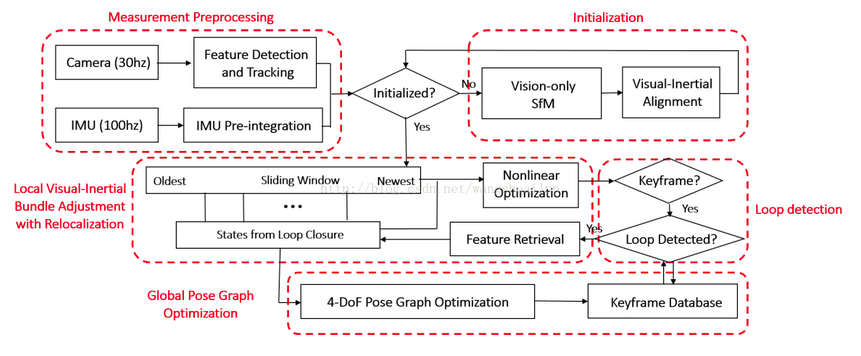 Measurement Preprocessing
Initialization
Camera (30hz)
Feature Detection
and Tracking
IMU (100hz)
IMU Pre-integration
Initialized?
No
Yes
Vision-only
SfM
Visual-Inertial
Alignment
Local Visual-Inertial
Bundle Adjustment
with Relocalization
Oldest
Sliding Window
Newest
Nonlinear
Optimization
Keyframe?
Yes
Loop detection
States from Loop Closure
Feature Retrieval
Yes
Loop Detected?
Global Pose Graph
Optimization
4-DoF Pose Graph Optimization
Keyframe Database